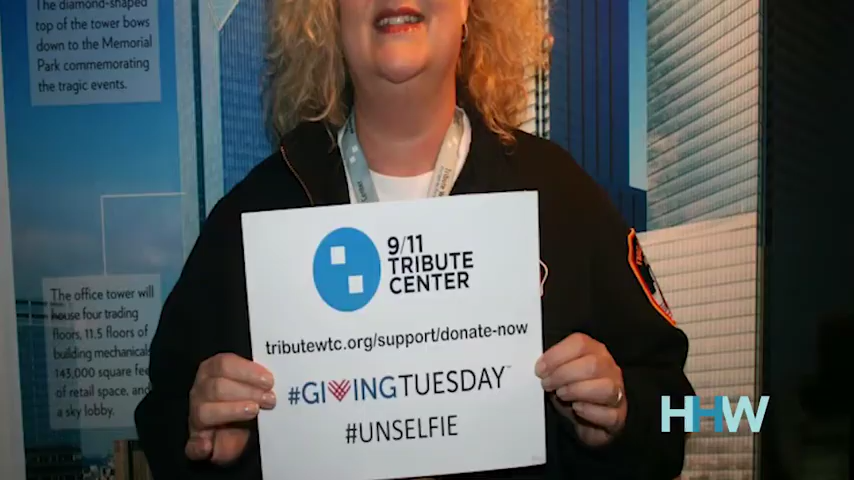 The diamond-shaped
top of the tower bows
down to the Memorial
Park commemorating
the tragic events.
The office tower will
house four trading
floors, 11.5 floors of
building mechanicals
143,000 square fee
of retail space, and
a sky lobby.
9/11
TRIBUTE
CENTER
tributewtc.org/support/donate-now
#GIVINGTUESDAY™
#UNSELFIE
HHW